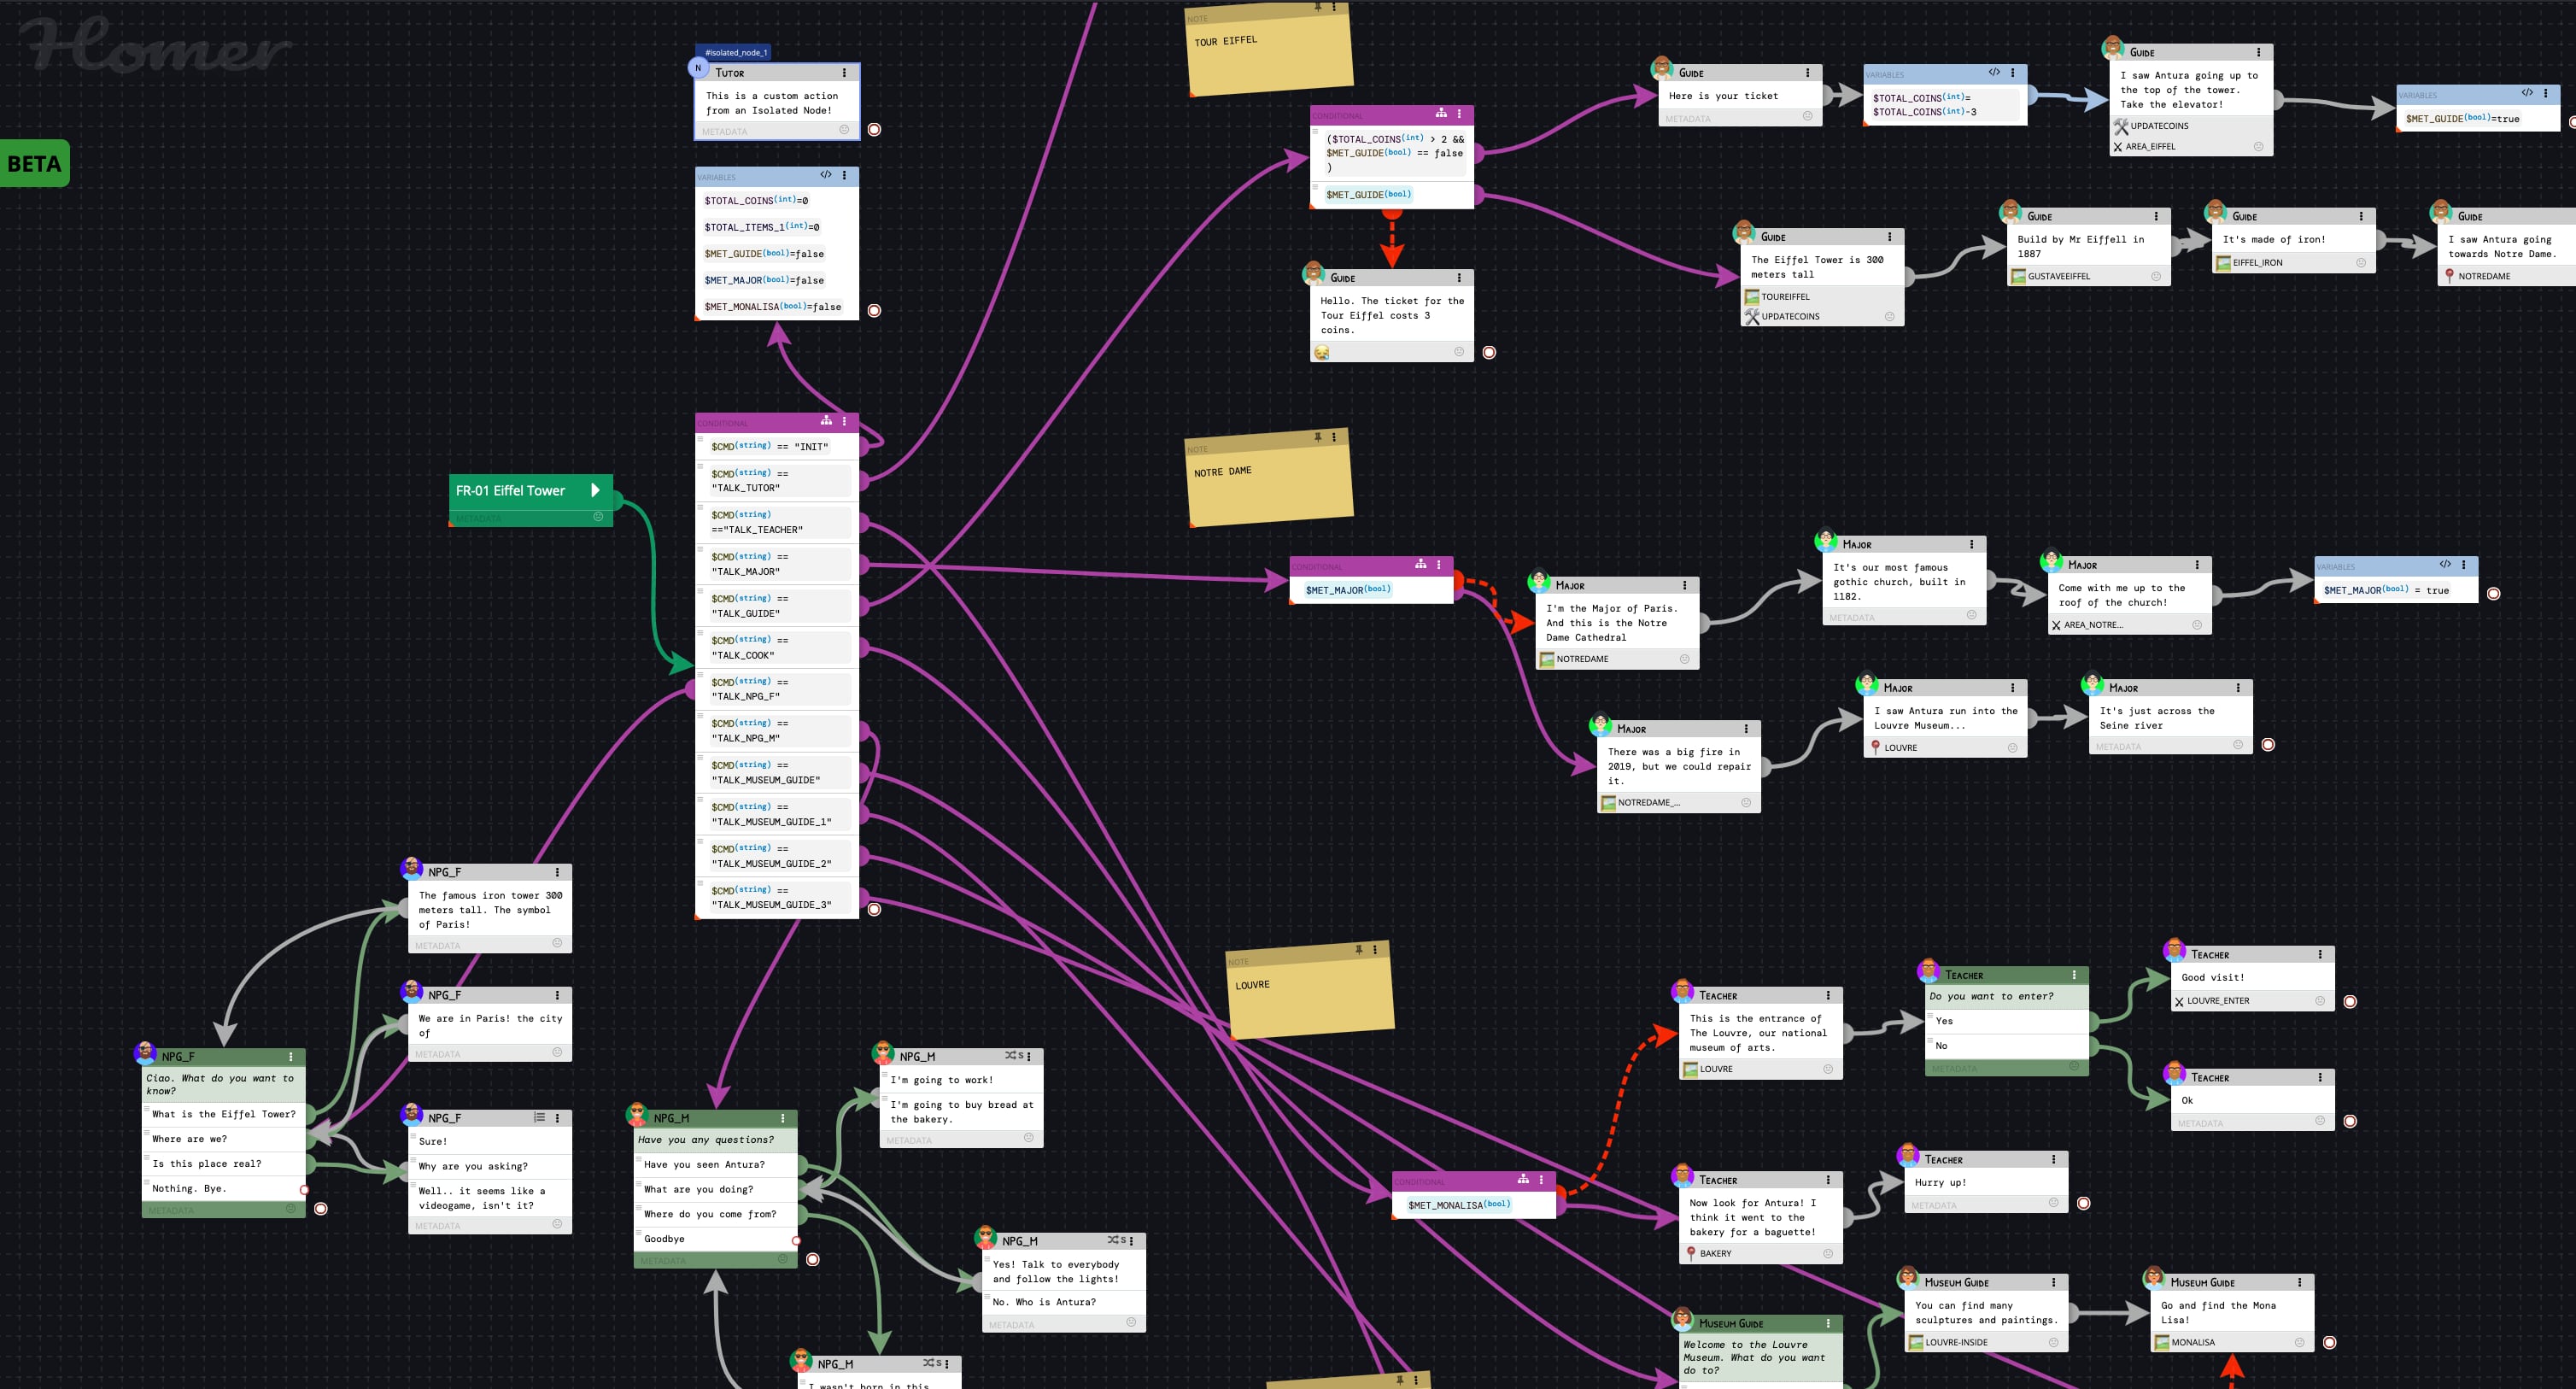 Homer
BETA
#isolated_node_1
N
Tutor
This is a custom action
from an Isolated Node!
METADATA
VARIABLES
$TOTAL_COINS(int)=0
$TOTAL_ITEMS_1(int)=0
$MET_GUIDE(bool)=false
$MET_MAJOR(bool)=false
$MET_MONALISA(bool)=false
FR-01 Eiffel Tower
METADATA
CONDITIONAL
$CMD(string) == "INIT"
$CMD(string) ==
"TALK_TUTOR"
$CMD(string)
=="TALK_TEACHER"
$CMD(string) ==
"TALK_MAJOR"
$CMD(string) ==
"TALK_GUIDE"
$CMD(string) ==
"TALK_COOK"
$CMD(string) ==
"TALK_NPG_F"
$CMD(string) ==
"TALK_NPG_M"
$CMD(string) ==
"TALK_MUSEUM_GUIDE"
$CMD(string) ==
"TALK_MUSEUM_GUIDE_1"
$CMD(string) ==
"TALK_MUSEUM_GUIDE_2"
$CMD(string) ==
"TALK_MUSEUM_GUIDE_3"
NOTE
TOUR EIFFEL
CONDITIONAL
($TOTAL_COINS(int) > 2 &&
$MET_GUIDE(bool) == false
)
$MET_GUIDE(bool)
Guide
Hello. The ticket for the
Tour Eiffel costs 3
coins.
Guide
Here is your ticket
METADATA
VARIABLES
$TOTAL_COINS(int)=
$TOTAL_COINS(int)-3
Guide
I saw Antura going up to
the top of the tower.
Take the elevator!
UPDATECOINS
AREA_EIFFEL
VARIABLES
$MET_GUIDE(bool)=true
Guide
The Eiffel Tower is 300
meters tall
TOUREIFFEL
UPDATECOINS
Guide
Build by Mr Eiffell in
1887
GUSTAVEEIFFEL
Guide
It's made of iron!
EIFFEL_IRON
Guide
I saw Antura going
towards Notre Dame.
NOTREDAME
NOTE
NOTRE DAME
CONDITIONAL
$MET_MAJOR(bool)
Major
I'm the Major of Paris.
And this is the Notre
Dame Cathedral
NOTREDAME
Major
It's our most famous
gothic church, built in
1182.
METADATA
Major
Come with me up to the
roof of the church!
AREA_NOTRE...
VARIABLES
$MET_MAJOR(bool) = true
Major
There was a big fire in
2019, but we could repair
it.
NOTREDAME_...
Major
I saw Antura run into the
Louvre Museum...
LOUVRE
Major
It's just across the
Seine river
METADATA
NPG_F
The famous iron tower 300
meters tall. The symbol
of Paris!
METADATA
NPG_F
We are in Paris! the city
of
METADATA
NPG_F
Ciao. What do you want to
know?
What is the Eiffel Tower?
Where are we?
Is this place real?
Nothing. Bye.
METADATA
NPG_F
Sure!
Why are you asking?
Well.. it seems like a
videogame, isn't it?
METADATA
NPG_M
Have you any questions?
Have you seen Antura?
What are you doing?
Where do you come from?
Goodbye
METADATA
NPG_M
S
I'm going to work!
I'm going to buy bread at
the bakery.
METADATA
NPG_M
S
Yes! Talk to everybody
and follow the lights!
No. Who is Antura?
METADATA
NPG_M
S
I wasn't born in this
NOTE
LOUVRE
CONDITIONAL
$MET_MONALISA(bool)
Teacher
This is the entrance of
The Louvre, our national
museum of arts.
LOUVRE
Teacher
Do you want to enter?
Yes
No
METADATA
Teacher
Good visit!
LOUVRE_ENTER
Teacher
Ok
METADATA
Teacher
Now look for Antura! I
think it went to the
bakery for a baguette!
BAKERY
Teacher
Hurry up!
METADATA
Museum Guide
Welcome to the Louvre
Museum. What do you want
do to?
Museum Guide
You can find many
sculptures and paintings.
LOUVRE-INSIDE
Museum Guide
Go and find the Mona
Lisa!
MONALISA